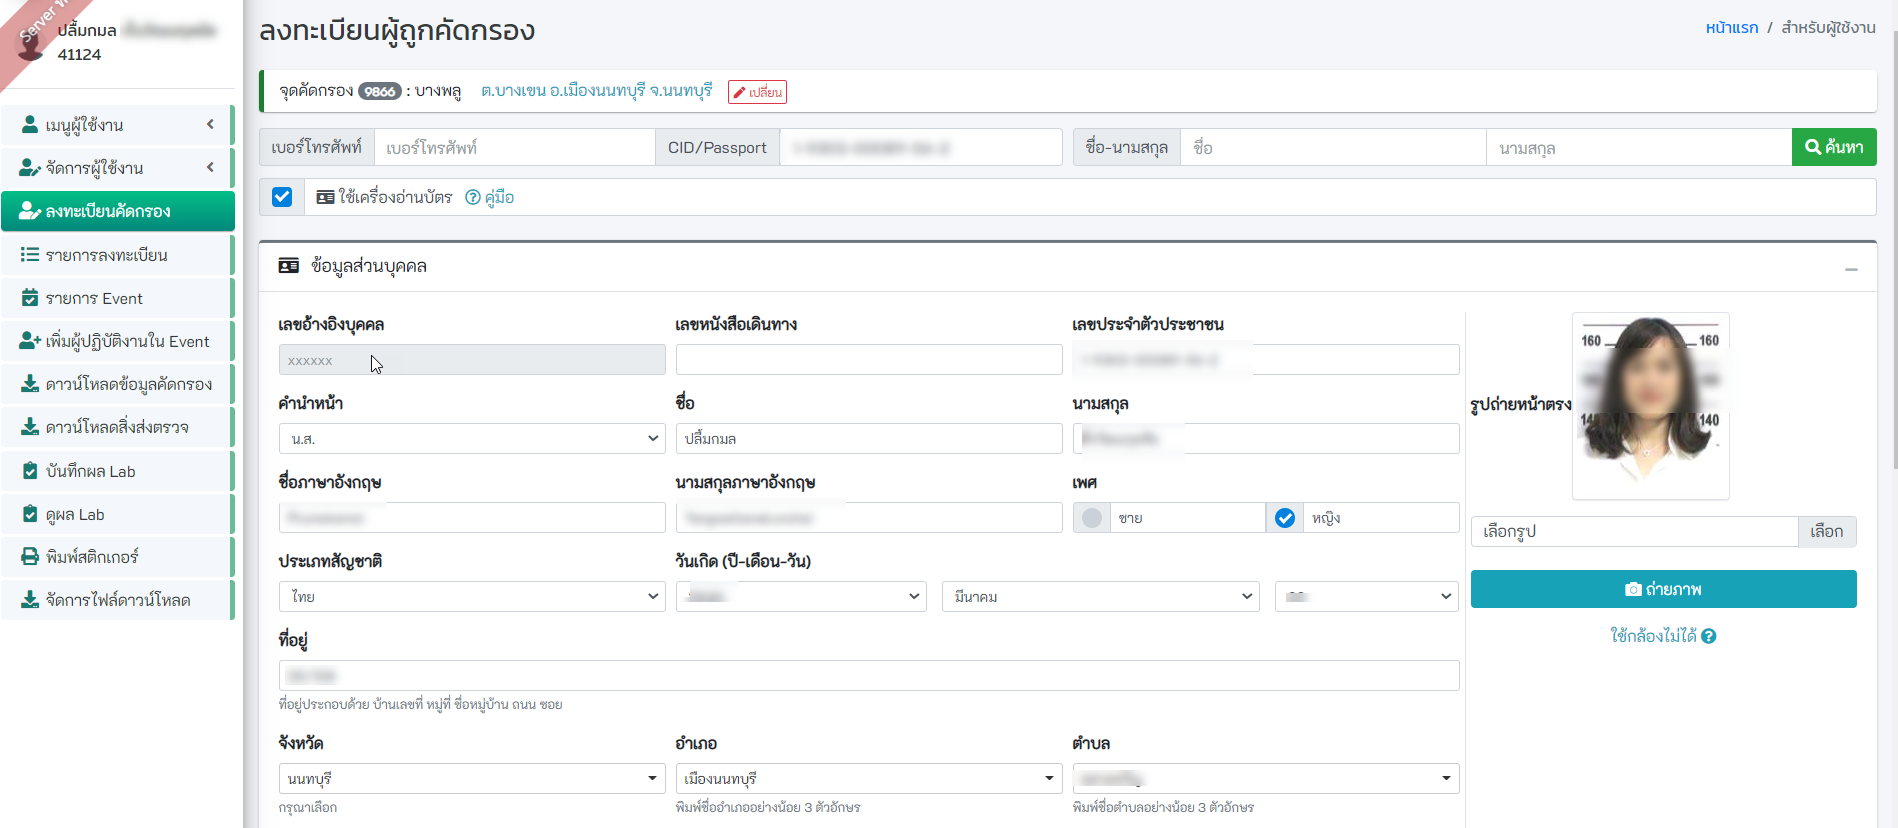 Server
ปลื้มกมล
41124
เมนูผู้ใช้งาน
จัดการผู้ใช้งาน
ลงทะเบียนคัดกรอง
รายการลงทะเบียน
รายการ Event
เพิ่มผู้ปฏิบัติงานใน Event
ดาวน์โหลดข้อมูลคัดกรอง
ดาวน์โหลดสิ่งส่งตรวจ
บันทึกผล Lab
ดูผล Lab
พิมพ์สติกเกอร์
จัดการไฟล์ดาวน์โหลด
ลงทะเบียนผู้ถูกคัดกรอง
หน้าแรก / สำหรับผู้ใช้งาน
จุดคัดกรอง 9866 : บางพลู ต.บางเขน อ.เมืองนนทบุรี จ.นนทบุรี เปลี่ยน
เบอร์โทรศัพท์ เบอร์โทรศัพท์ CID/Passport ชื่อ-นามสกุล ชื่อ นามสกุล ค้นหา
ใช้เครื่องอ่านบัตร คู่มือ
ข้อมูลส่วนบุคคล
เลขอ้างอิงบุคคล เลขหนังสือเดินทาง เลขประจำตัวประชาชน
xxxxxx
คำนำหน้า ชื่อ นามสกุล
น.ส. ปลื้มกมล
ชื่อภาษาอังกฤษ นามสกุลภาษาอังกฤษ เพศ
ชาย หญิง
ประเภทสัญชาติ วันเกิด (ปี-เดือน-วัน)
ไทย มีนาคม
ที่อยู่
ที่อยู่ประกอบด้วย บ้านเลขที่ หมู่ที่ ชื่อหมู่บ้าน ถนน ซอย
จังหวัด อำเภอ ตำบล
นนทบุรี เมืองนนทบุรี
กรุณาเลือก พิมพ์ชื่ออำเภออย่างน้อย 3 ตัวอักษร พิมพ์ชื่อตำบลอย่างน้อย 3 ตัวอักษร
รูปถ่ายหน้าตรง
160 160
140 140
เลือกรูป เลือก
ถ่ายภาพ
ใช้กล้องไม่ได้